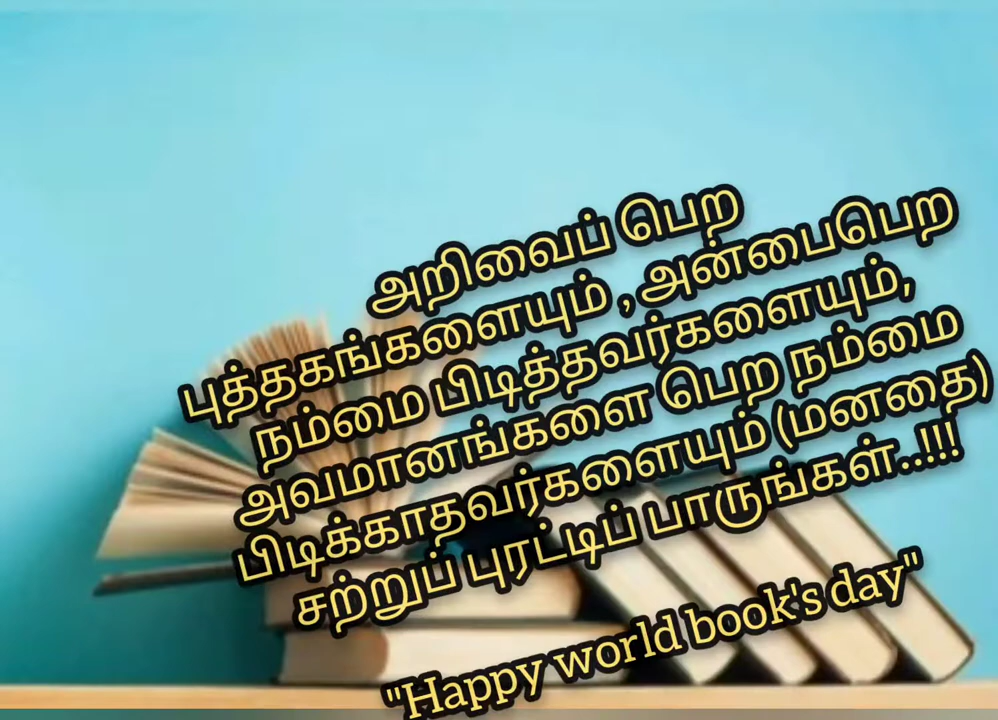 அறிவைப் பெற
புத்தகங்களையும் , அன்பைபெற
நம்மை பிடித்தவர்களையும்,
அவமானங்களை பெற நம்மை
பிடிக்காதவர்களையும் (மனதை)
சற்றுப் புரட்டிப் பாருங்கள்..!!!
"Happy world book's day"